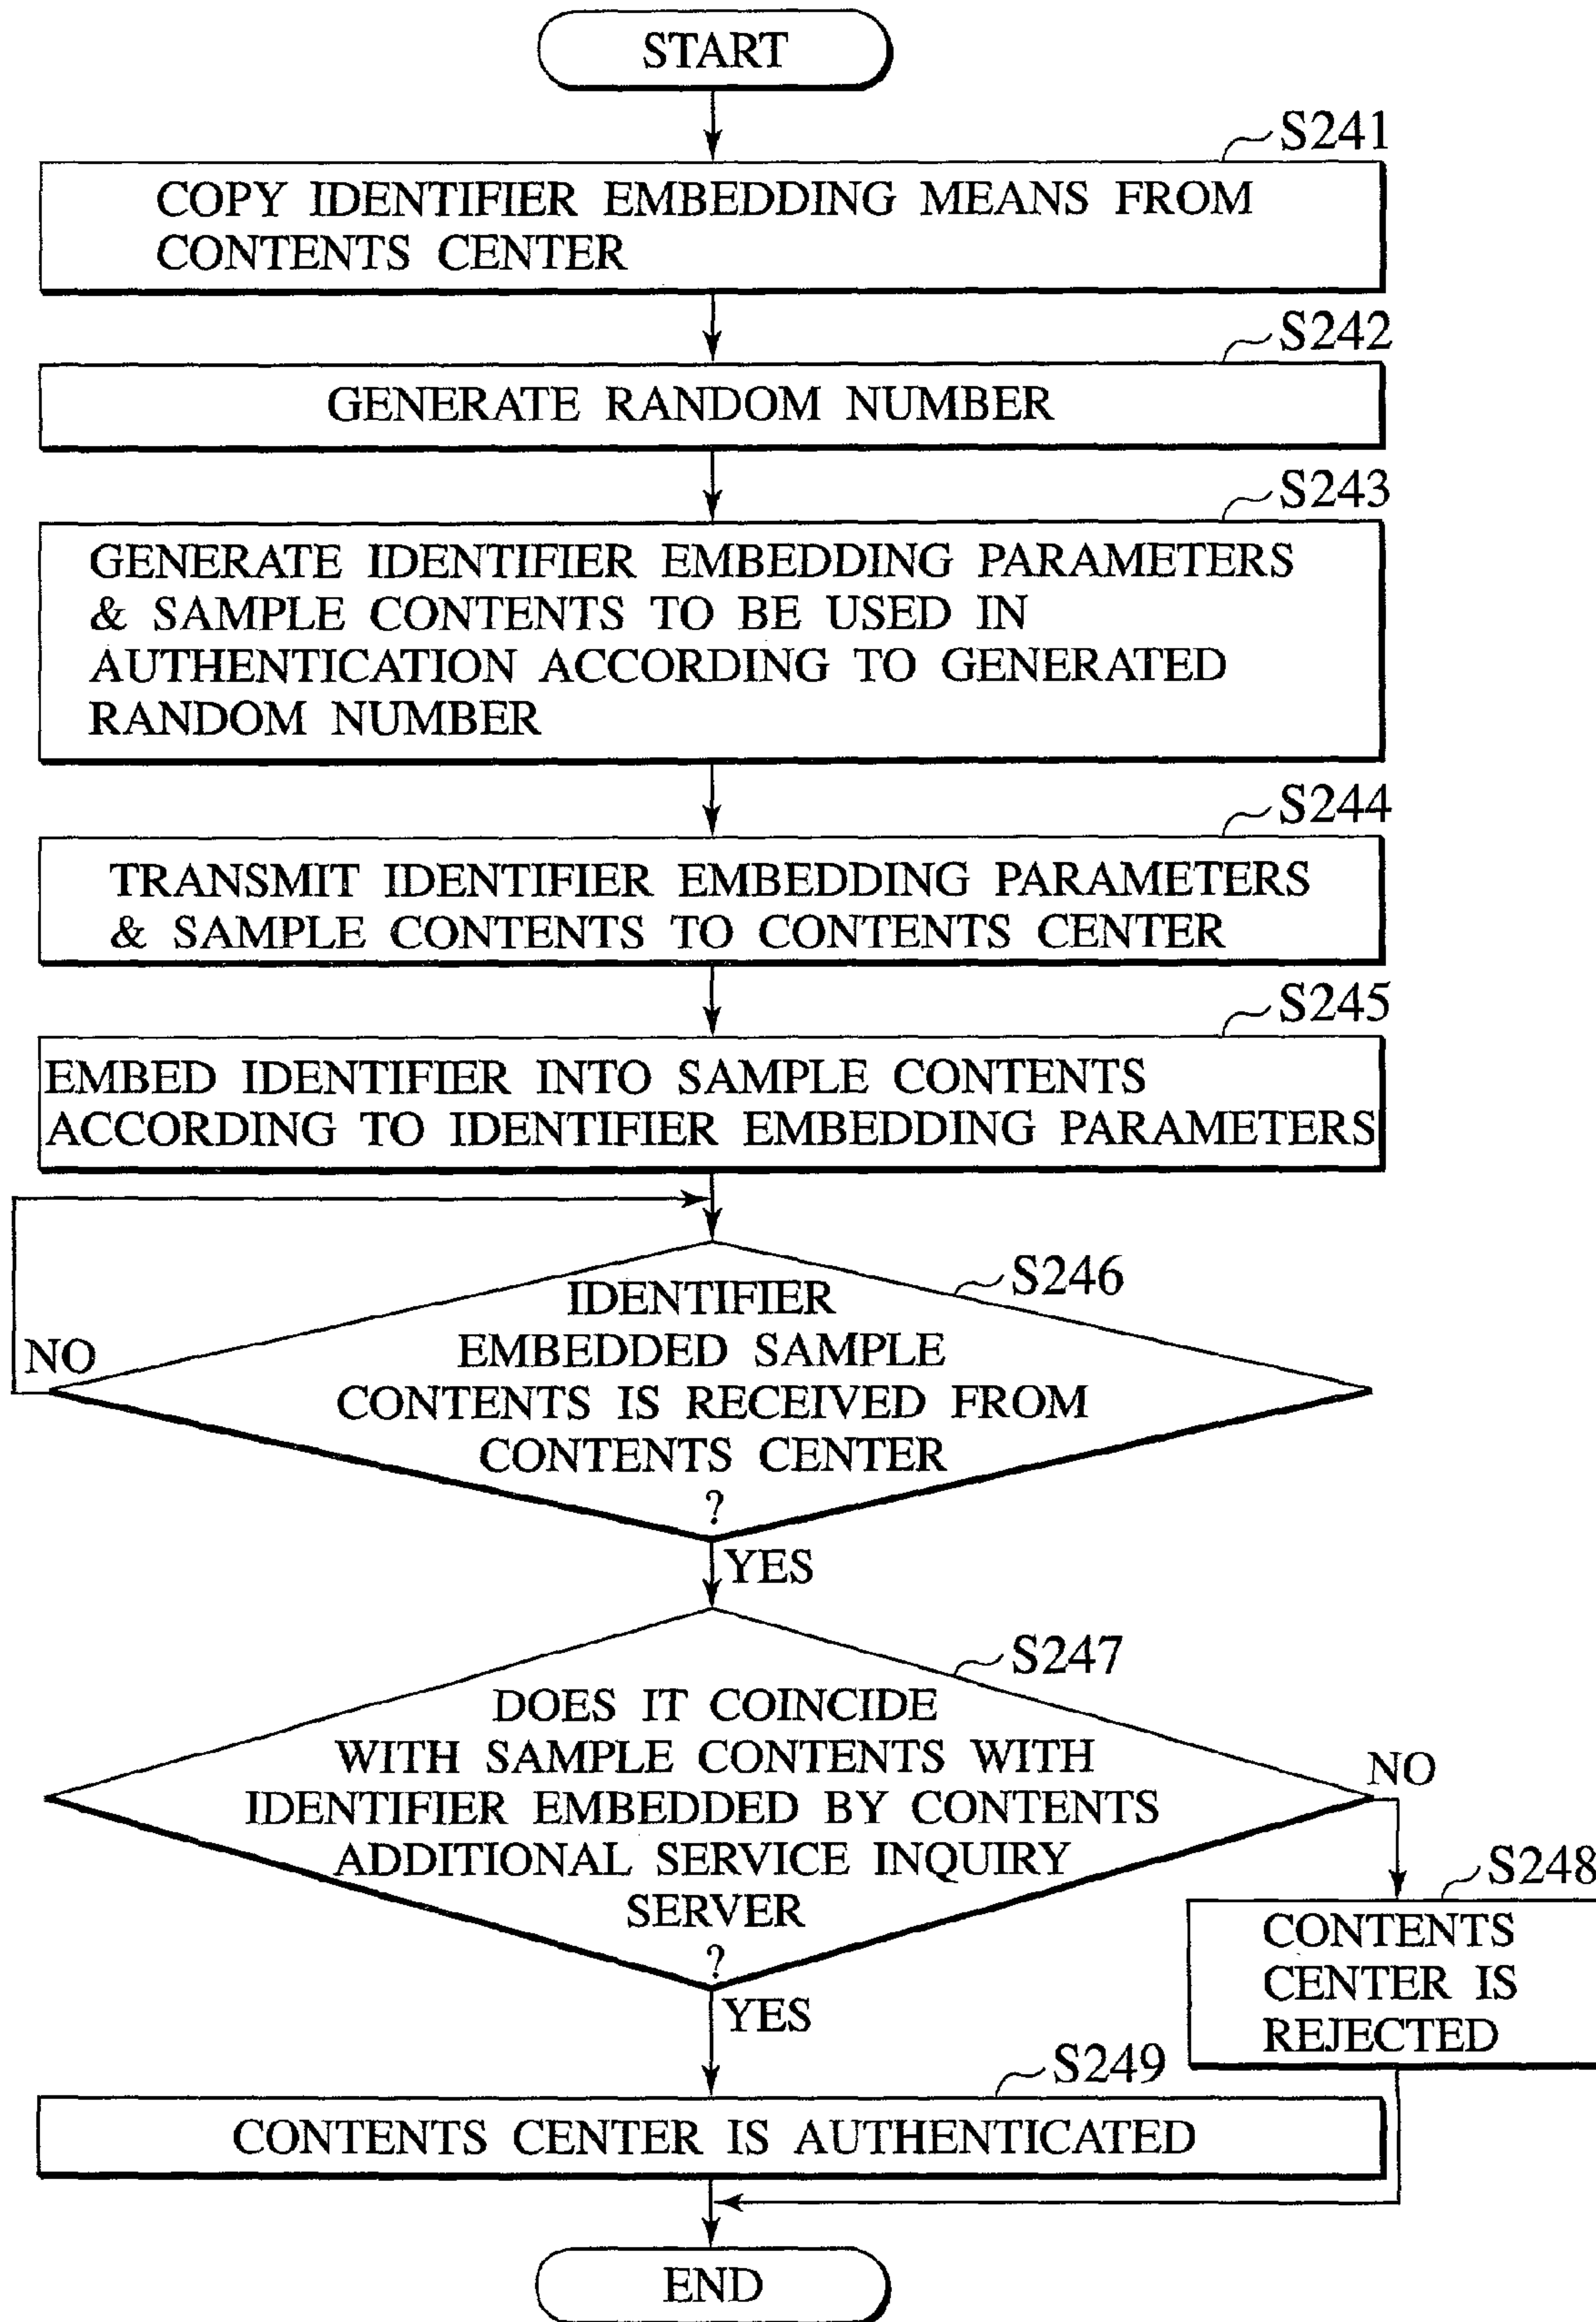 START
S241
COPY IDENTIFIER EMBEDDING MEANS FROM
CONTENTS CENTER
S242
GENERATE RANDOM NUMBER
S243
GENERATE IDENTIFIER EMBEDDING PARAMETERS
& SAMPLE CONTENTS TO BE USED IN
AUTHENTICATION ACCORDING TO GENERATED
RANDOM NUMBER
S244
TRANSMIT IDENTIFIER EMBEDDING PARAMETERS
& SAMPLE CONTENTS TO CONTENTS CENTER
S245
EMBED IDENTIFIER INTO SAMPLE CONTENTS
ACCORDING TO IDENTIFIER EMBEDDING PARAMETERS
S246
IDENTIFIER
EMBEDDED SAMPLE
CONTENTS IS RECEIVED FROM
CONTENTS CENTER
?
NO
YES
S247
DOES IT COINCIDE
WITH SAMPLE CONTENTS WITH
IDENTIFIER EMBEDDED BY CONTENTS
ADDITIONAL SERVICE INQUIRY
SERVER
?
NO
YES
S248
CONTENTS
CENTER IS
REJECTED
S249
CONTENTS CENTER IS AUTHENTICATED
END